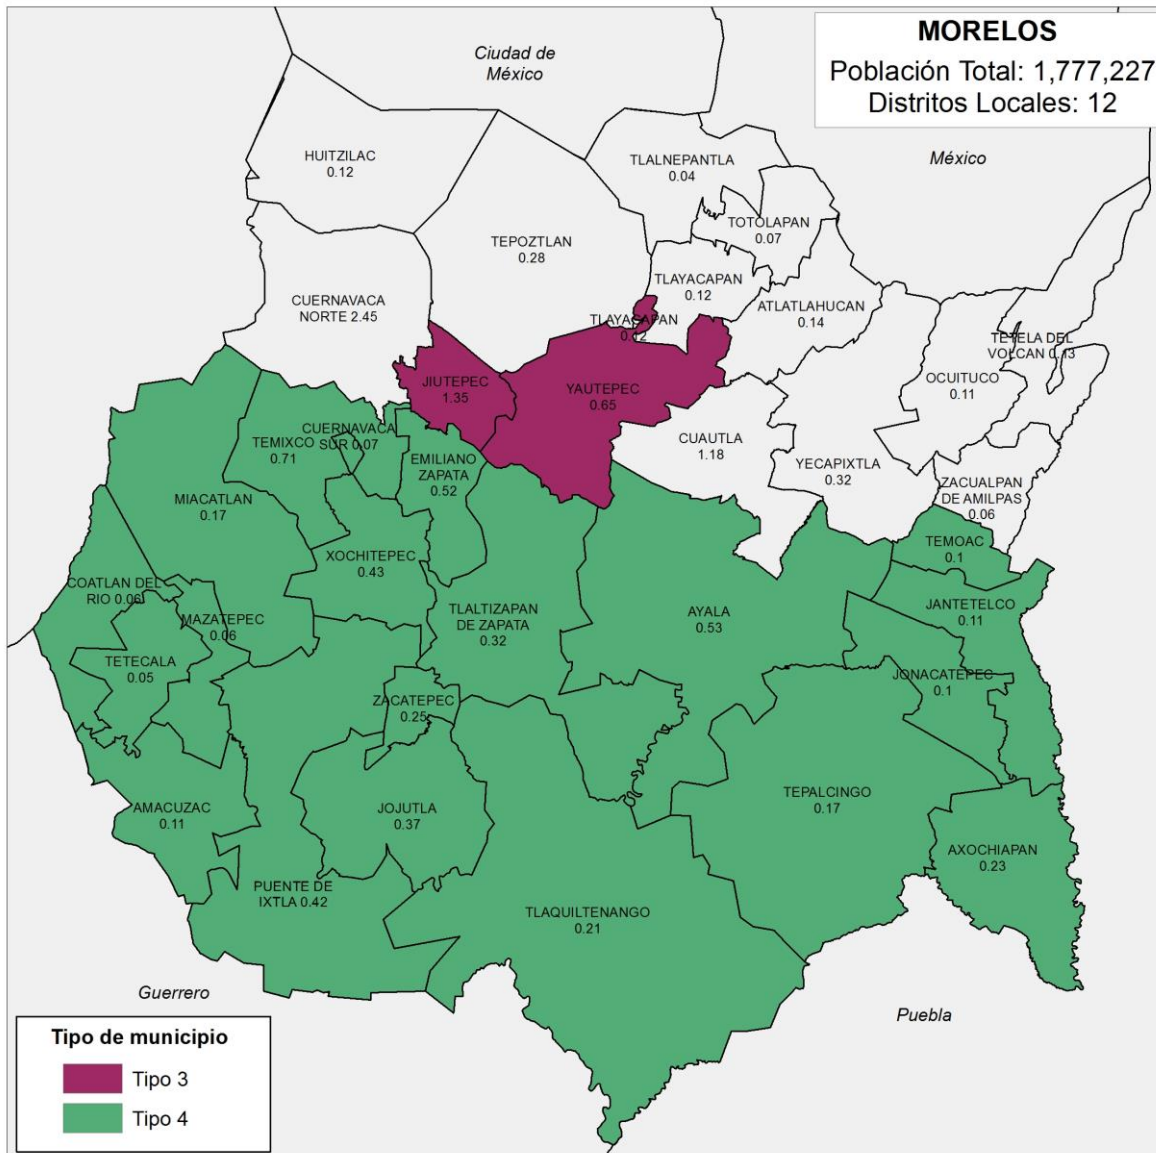 MORELOS
Población Total: 1,777,227
Distritos Locales: 12
Ciudad de
México
México
HUITZILAC
0.12
TLALNEPANTLA
0.04
TOTOLAPAN
0.07
TEPOZTLAN
0.28
TLAYACAPAN
0.12
CUERNAVACA
NORTE 2.45
ATLATLAHUCAN
0.14
TLAYACAPAN
0.12
TETELA DEL
VOLCAN 0.13
OCUITUCO
0.11
JIUTEPEC
1.35
YAUTEPEC
0.65
CUERNAVACA
SUR 0.07
TEMIXCO
0.71
EMILIANO
ZAPATA
0.52
CUAUTLA
1.18
YECAPIXTLA
0.32
ZACUALPAN
DE AMILPAS
0.06
MIACATLAN
0.17
TEMOAC
0.1
XOCHITEPEC
0.43
COATLAN DEL
RIO 0.06
MAZATEPEC
0.06
TLALTIZAPAN
DE ZAPATA
0.32
AYALA
0.53
JANTETELCO
0.11
TETECALA
0.05
JONACATEPEC
0.1
ZACATEPEC
0.25
AMACUZAC
0.11
JOJUTLA
0.37
TEPALCINGO
0.17
AXOCHIAPAN
0.23
PUENTE DE
IXTLA 0.42
TLAQUILTENANGO
0.21
Guerrero
Puebla
Tipo de municipio
Tipo 3
Tipo 4